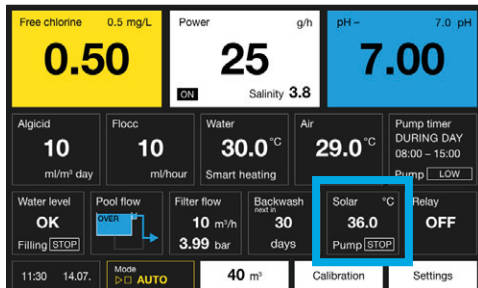 Free chlorine 0.5 mg/L
0.50
Power g/h
25
ON Salinity 3.8
pH – 7.0 pH
7.00
Algicid
10
ml/m³ day
Flocc
10
ml/hour
Water
30.0 °C
Smart heating
Air
29.0 °C
Pump timer
DURING DAY
08:00 – 15:00
Pump LOW
Water level
OK
Filling STOP
Pool flow
OVER
Filter flow
10 m³/h
3.99 bar
Backwash
next in
30
days
Solar °C
36.0
Pump STOP
Relay
OFF
11:30 14.07.
Mode
AUTO
40 m³
Calibration
Settings